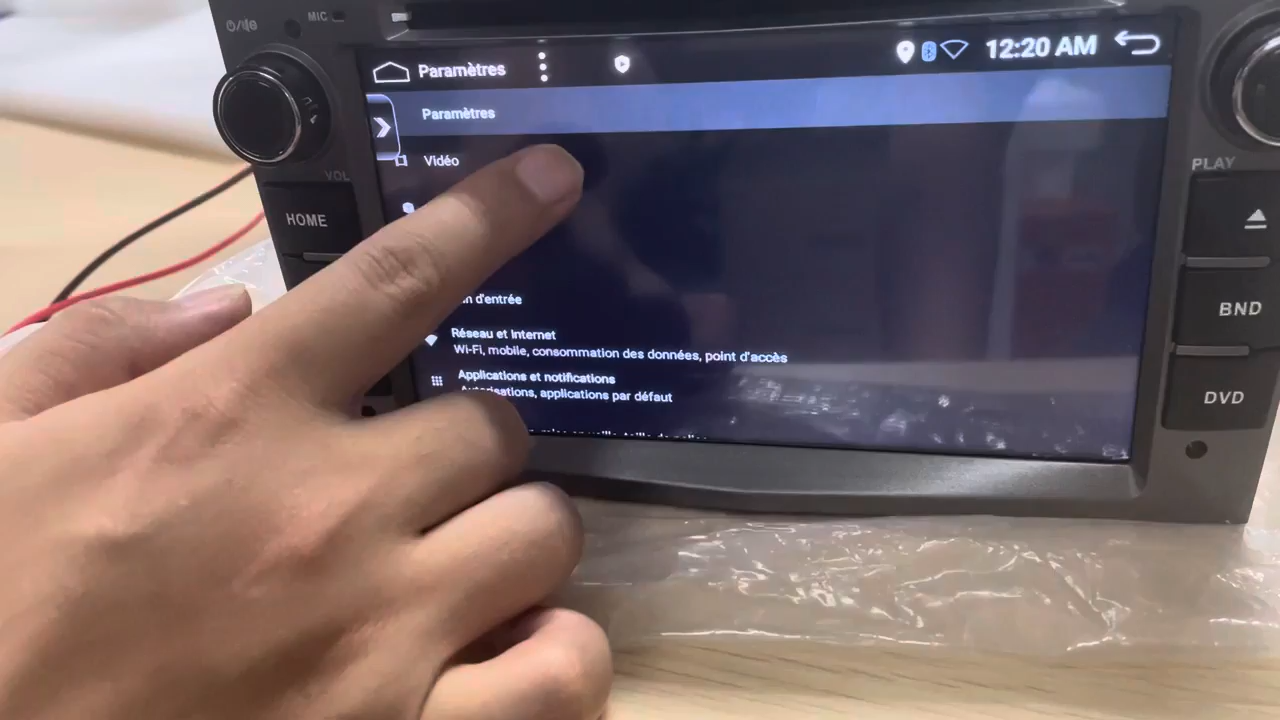 MIC
Paramètres
12:20 AM
Paramètres
Vidéo
VOL
HOME
d'entrée
Réseau et Internet
Wi-Fi, mobile, consommation des données, point d'accès
Applications et notifications
Autorisations, applications par défaut
PLAY
BND
DVD